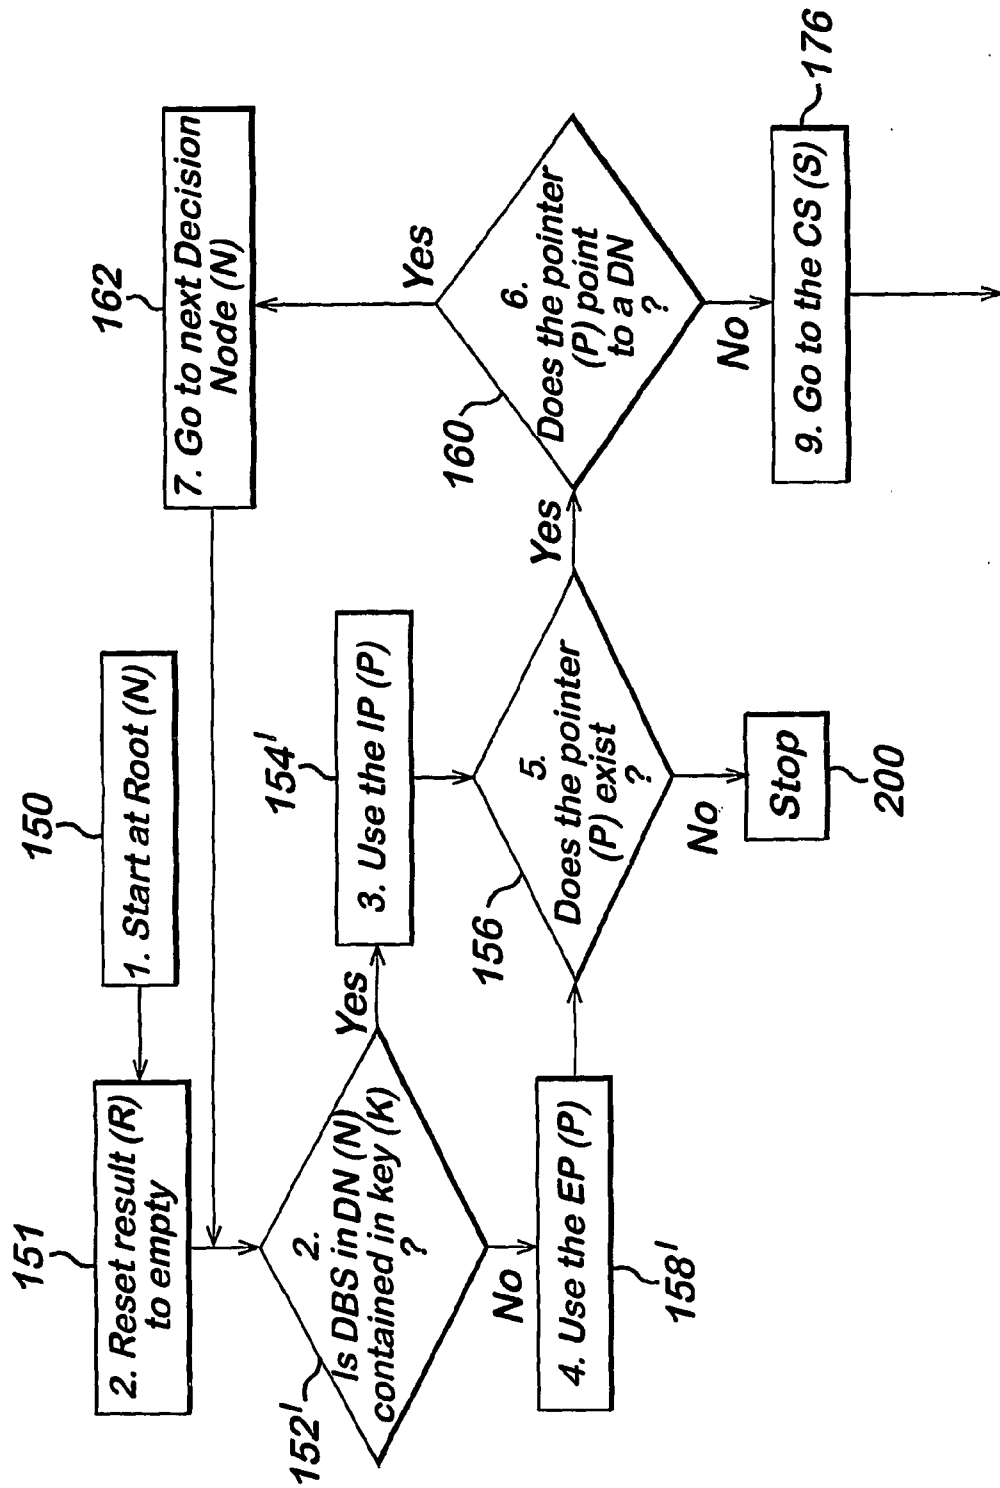 150
1. Start at Root (N)
151
2. Reset result (R)
to empty
152'
2.
Is DBS in DN (N)
contained in key (K)
?
Yes
154'
3. Use the IP (P)
No
4. Use the EP (P)
158'
156
5.
Does the pointer
(P) exist
?
No
Stop
200
Yes
160
6.
Does the pointer
(P) point
to a DN
?
Yes
162
7. Go to next Decision
Node (N)
No
9. Go to the CS (S)
176